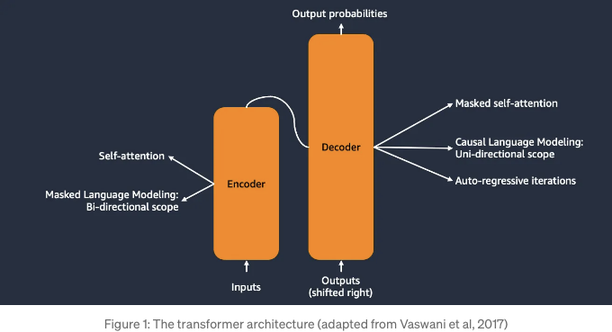 Output probabilities
Masked self-attention
Decoder
Causal Language Modeling:
Uni-directional scope
Self-attention
Auto-regressive iterations
Encoder
Masked Language Modeling:
Bi-directional scope
Inputs
Outputs
(shifted right)
Figure 1: The transformer architecture (adapted from Vaswani et al, 2017)